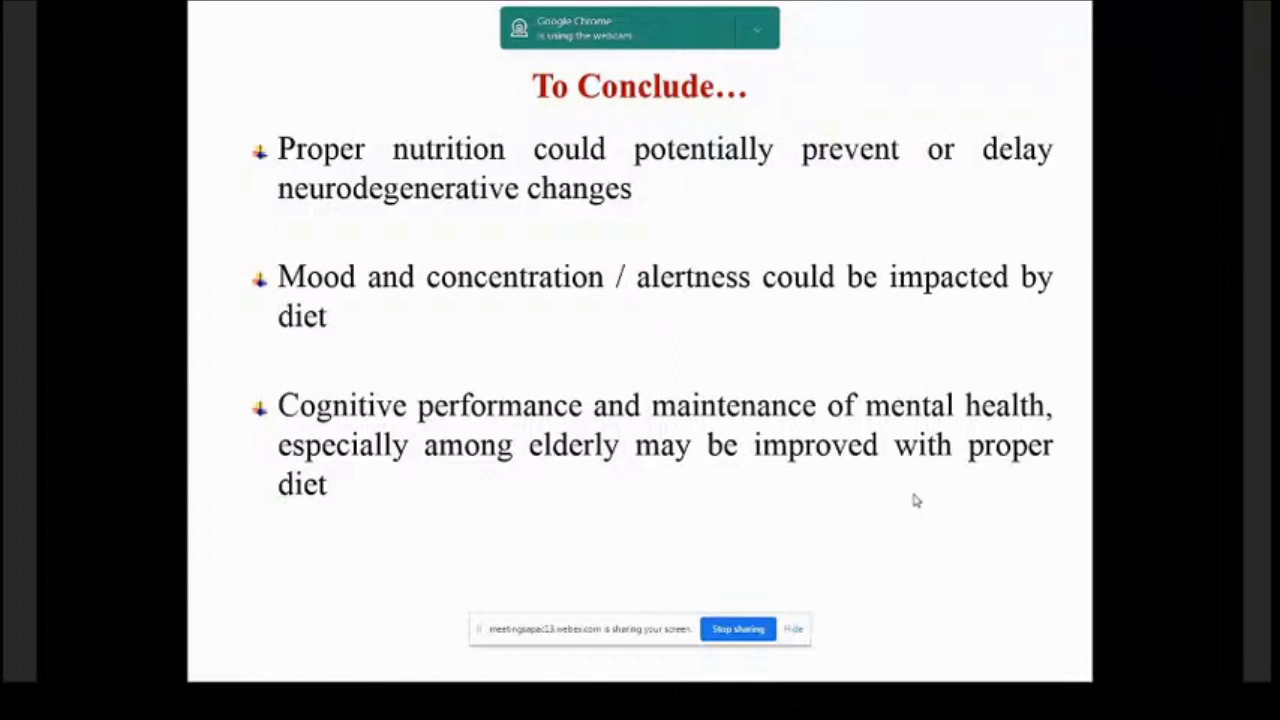 Google Chrome
is using the webcam
To Conclude...
Proper nutrition could potentially prevent or delay
neurodegenerative changes
Mood and concentration / alertness could be impacted by
diet
Cognitive performance and maintenance of mental health,
especially among elderly may be improved with proper
diet
meetingsapac13.webex.com is sharing your screen. Stop sharing Hide